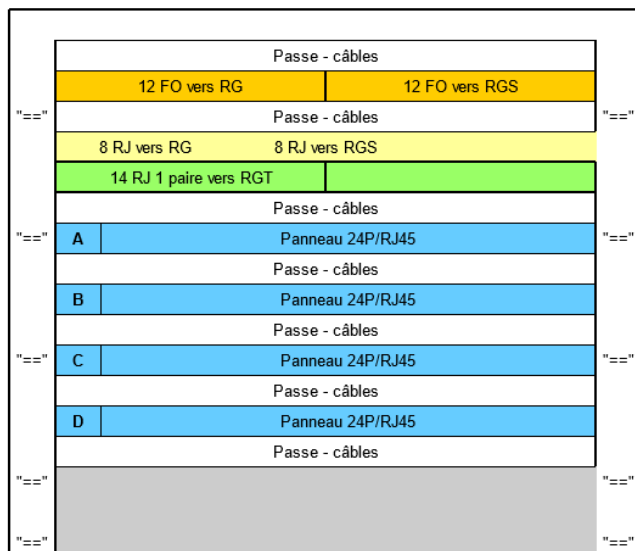 Passe - câbles
12 FO vers RG 12 FO vers RGS
"==" Passe - câbles "=="
8 RJ vers RG 8 RJ vers RGS
14 RJ 1 paire vers RGT
Passe - câbles
"==" A Panneau 24P/RJ45 "=="
Passe - câbles
B Panneau 24P/RJ45
Passe - câbles
"==" C Panneau 24P/RJ45 "=="
Passe - câbles
D Panneau 24P/RJ45
Passe - câbles
"==" "=="
"==" "=="